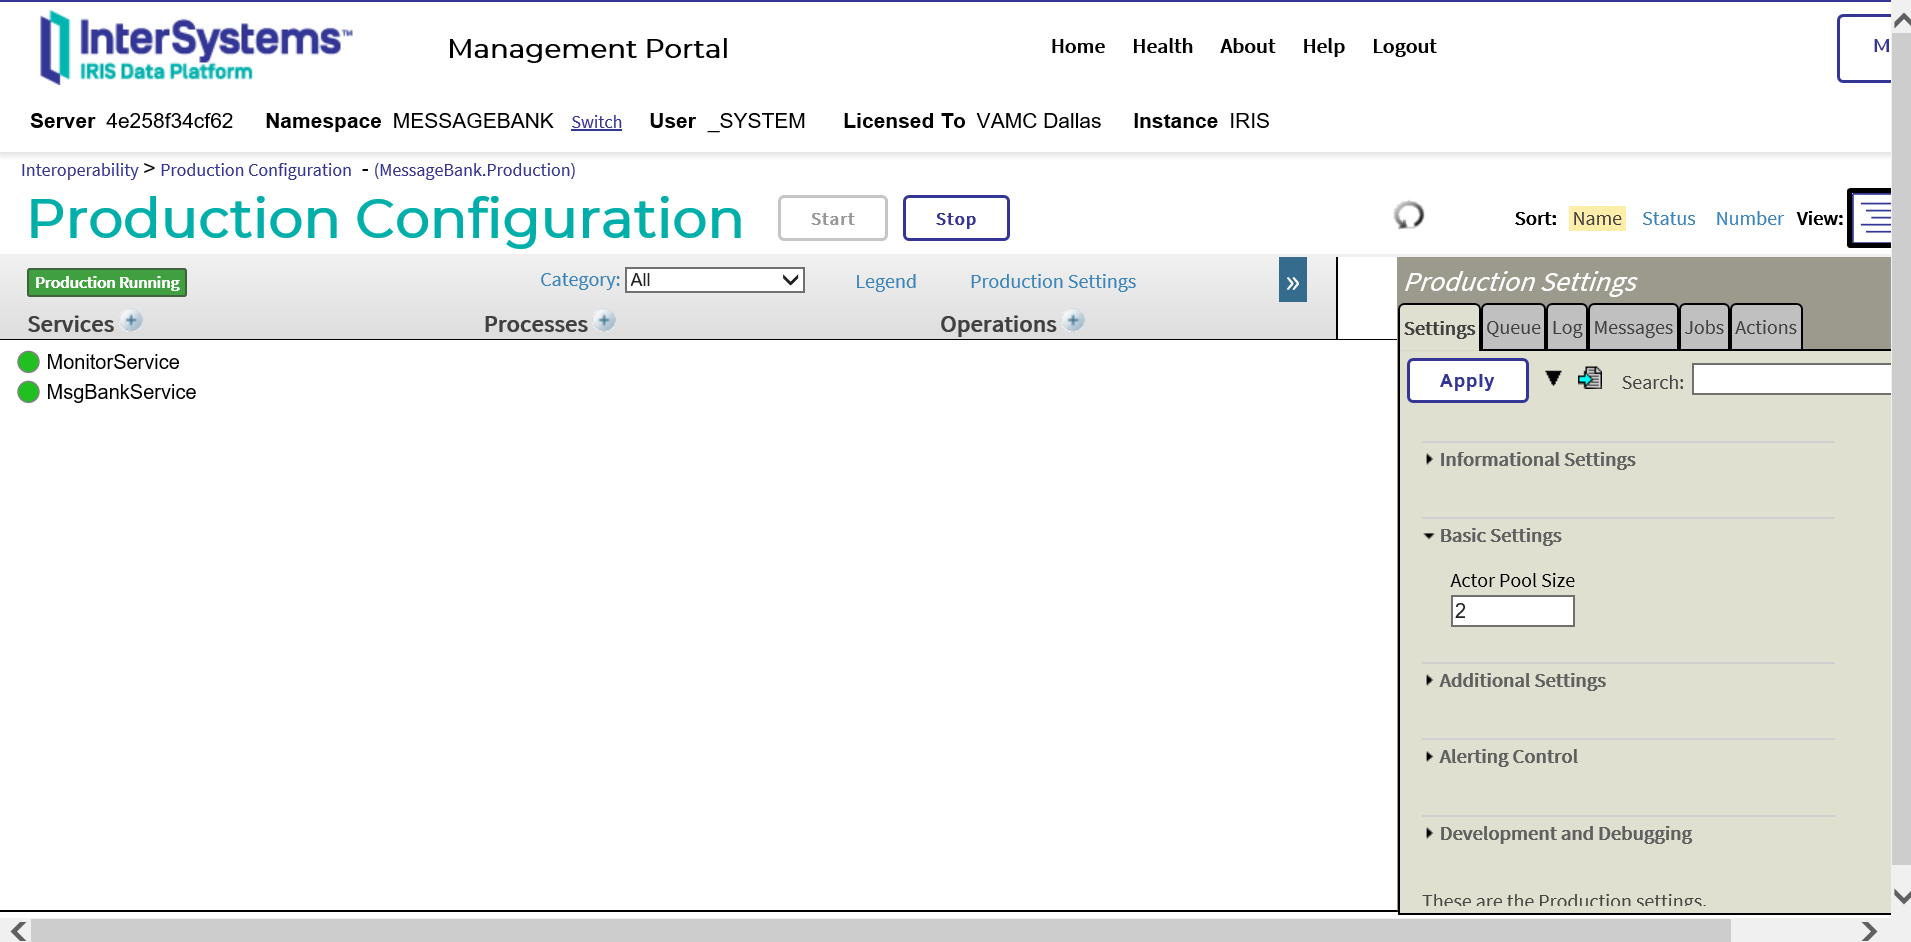 InterSystems™
IRIS Data Platform
Management Portal
Home Health About Help Logout
M
Server 4e258f34cf62 Namespace MESSAGEBANK Switch User _SYSTEM Licensed To VAMC Dallas Instance IRIS
Interoperability > Production Configuration - (MessageBank.Production)
Production Configuration Start Stop Sort: Name Status Number View:
Production Running Category: All Legend Production Settings »
Services + Processes + Operations +
MonitorService
MsgBankService
Production Settings
Settings Queue Log Messages Jobs Actions
Apply Search:
Informational Settings
Basic Settings
Actor Pool Size
2
Additional Settings
Alerting Control
Development and Debugging
These are the Production settings.